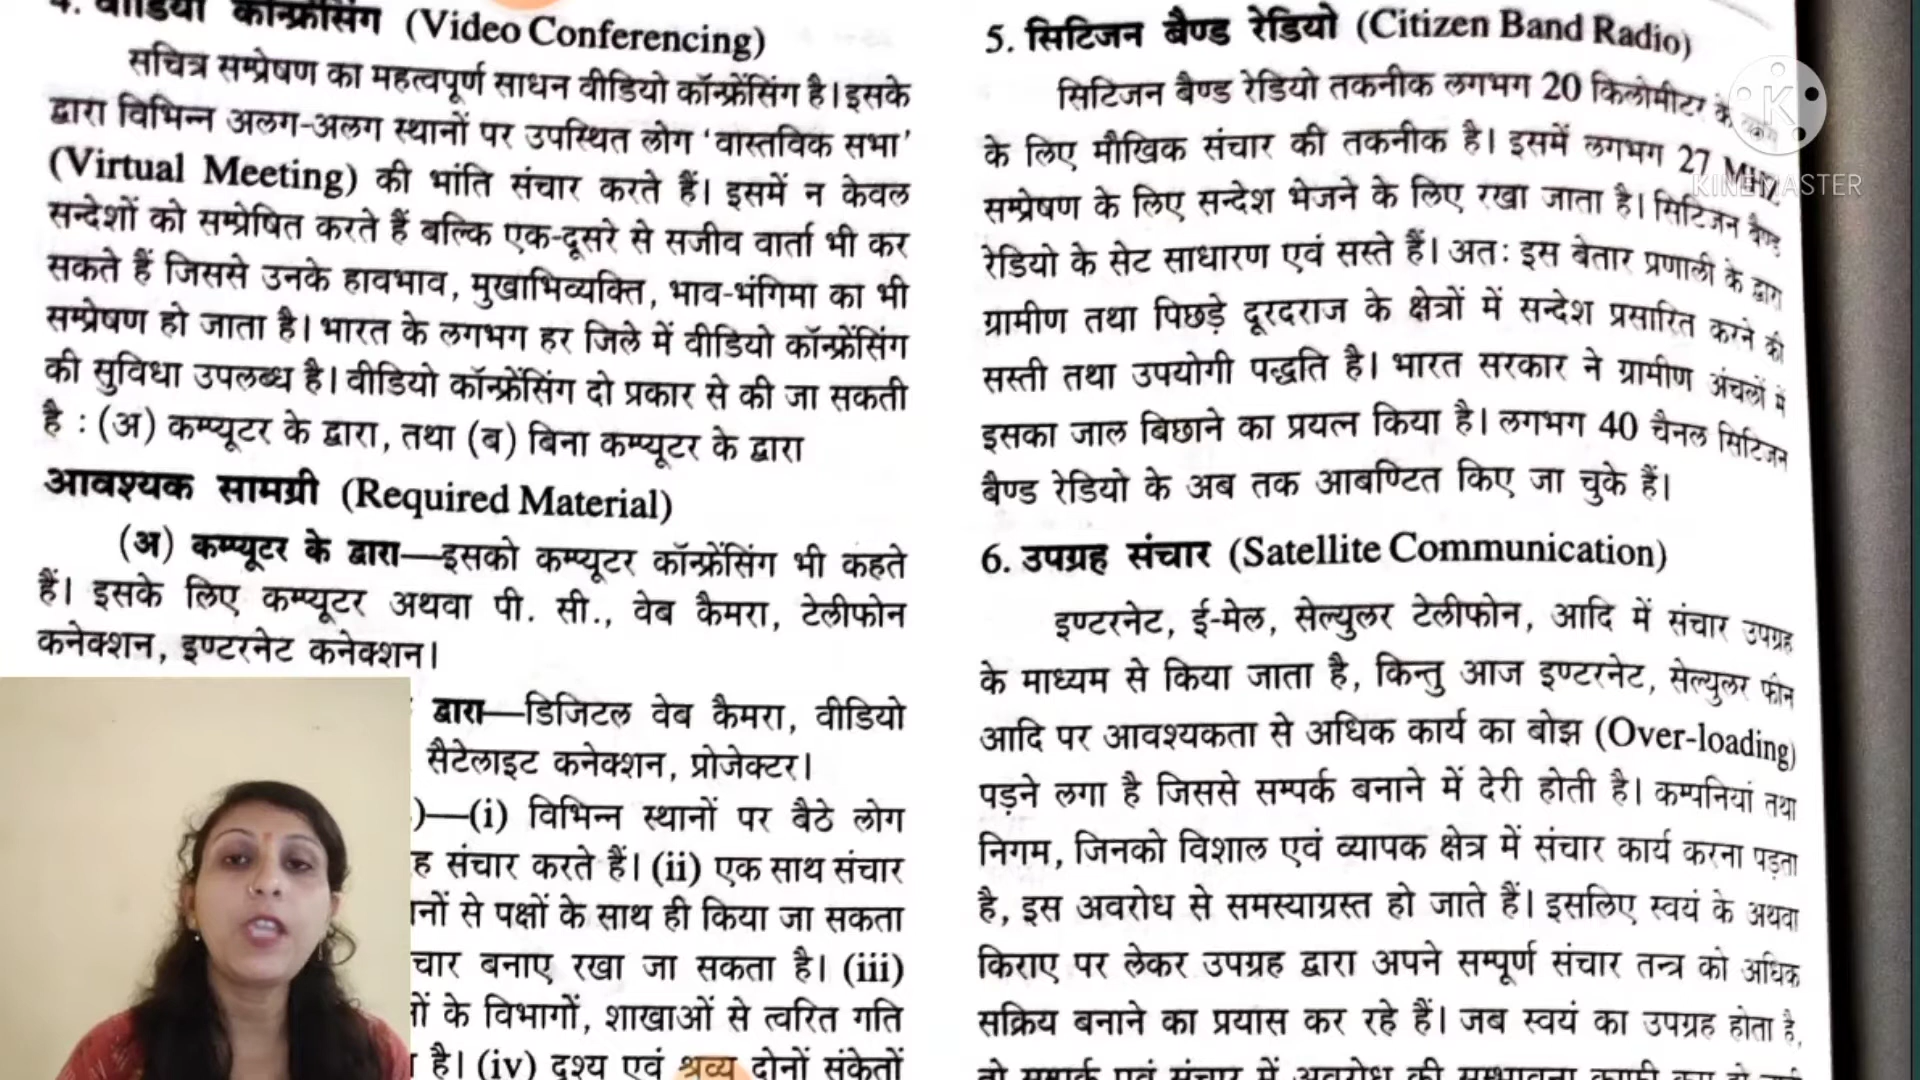 4. वीडियो कॉन्फ्रेंसिंग (Video Conferencing)
सचित्र सम्प्रेषण का महत्वपूर्ण साधन वीडियो कॉन्फ्रेंसिंग है। इसके
द्वारा विभिन्न अलग-अलग स्थानों पर उपस्थित लोग ‘वास्तविक सभा’
(Virtual Meeting) की भांति संचार करते हैं। इसमें न केवल
सन्देशों को सम्प्रेषित करते हैं बल्कि एक-दूसरे से सजीव वार्ता भी कर
सकते हैं जिससे उनके हावभाव, मुखाभिव्यक्ति, भाव-भंगिमा का भी
सम्प्रेषण हो जाता है। भारत के लगभग हर जिले में वीडियो कॉन्फ्रेंसिंग
की सुविधा उपलब्ध है। वीडियो कॉन्फ्रेंसिंग दो प्रकार से की जा सकती
है : (अ) कम्प्यूटर के द्वारा, तथा (ब) बिना कम्प्यूटर के द्वारा
आवश्यक सामग्री (Required Material)
(अ) कम्प्यूटर के द्वारा—इसको कम्प्यूटर कॉन्फ्रेंसिंग भी कहते
हैं। इसके लिए कम्प्यूटर अथवा पी. सी., वेब कैमरा, टेलीफोन
कनेक्शन, इण्टरनेट कनेक्शन।
द्वारा—डिजिटल वेब कैमरा, वीडियो
सैटेलाइट कनेक्शन, प्रोजेक्टर।
)—(i) विभिन्न स्थानों पर बैठे लोग
संचार करते हैं। (ii) एक साथ संचार
से पक्षों के साथ ही किया जा सकता
बनाए रखा जा सकता है। (iii)
के विभागों, शाखाओं से त्वरित गति
है। (iv) दृश्य एवं श्रव्य दोनों संकेतों
5. सिटिजन बैण्ड रेडियो (Citizen Band Radio)
सिटिजन बैण्ड रेडियो तकनीक लगभग 20 किलोमीटर के
के लिए मौखिक संचार की तकनीक है। इसमें लगभग 27 MHz
सम्प्रेषण के लिए सन्देश भेजने के लिए रखा जाता है। सिटिजन बैण्ड
रेडियो के सेट साधारण एवं सस्ते हैं। अतः इस बेतार प्रणाली के द्वारा
ग्रामीण तथा पिछड़े दूरदराज के क्षेत्रों में सन्देश प्रसारित करने की
सस्ती तथा उपयोगी पद्धति है। भारत सरकार ने ग्रामीण अंचलों में
इसका जाल बिछाने का प्रयत्न किया है। लगभग 40 चैनल सिटिजन
बैण्ड रेडियो के अब तक आबण्टित किए जा चुके हैं।
6. उपग्रह संचार (Satellite Communication)
इण्टरनेट, ई-मेल, सेल्युलर टेलीफोन, आदि में संचार उपग्रह
के माध्यम से किया जाता है, किन्तु आज इण्टरनेट, सेल्युलर फोन
आदि पर आवश्यकता से अधिक कार्य का बोझ (Over-loading)
पड़ने लगा है जिससे सम्पर्क बनाने में देरी होती है। कम्पनियां तथा
निगम, जिनको विशाल एवं व्यापक क्षेत्र में संचार कार्य करना पड़ता
है, इस अवरोध से समस्याग्रस्त हो जाते हैं। इसलिए स्वयं के अथवा
किराए पर लेकर उपग्रह द्वारा अपने सम्पूर्ण संचार तन्त्र को अधिक
सक्रिय बनाने का प्रयास कर रहे हैं। जब स्वयं का उपग्रह होता है,
तो सम्पर्क एवं संचार में अवरोध की सम्भावना काफी कम हो
K
KINEMASTER